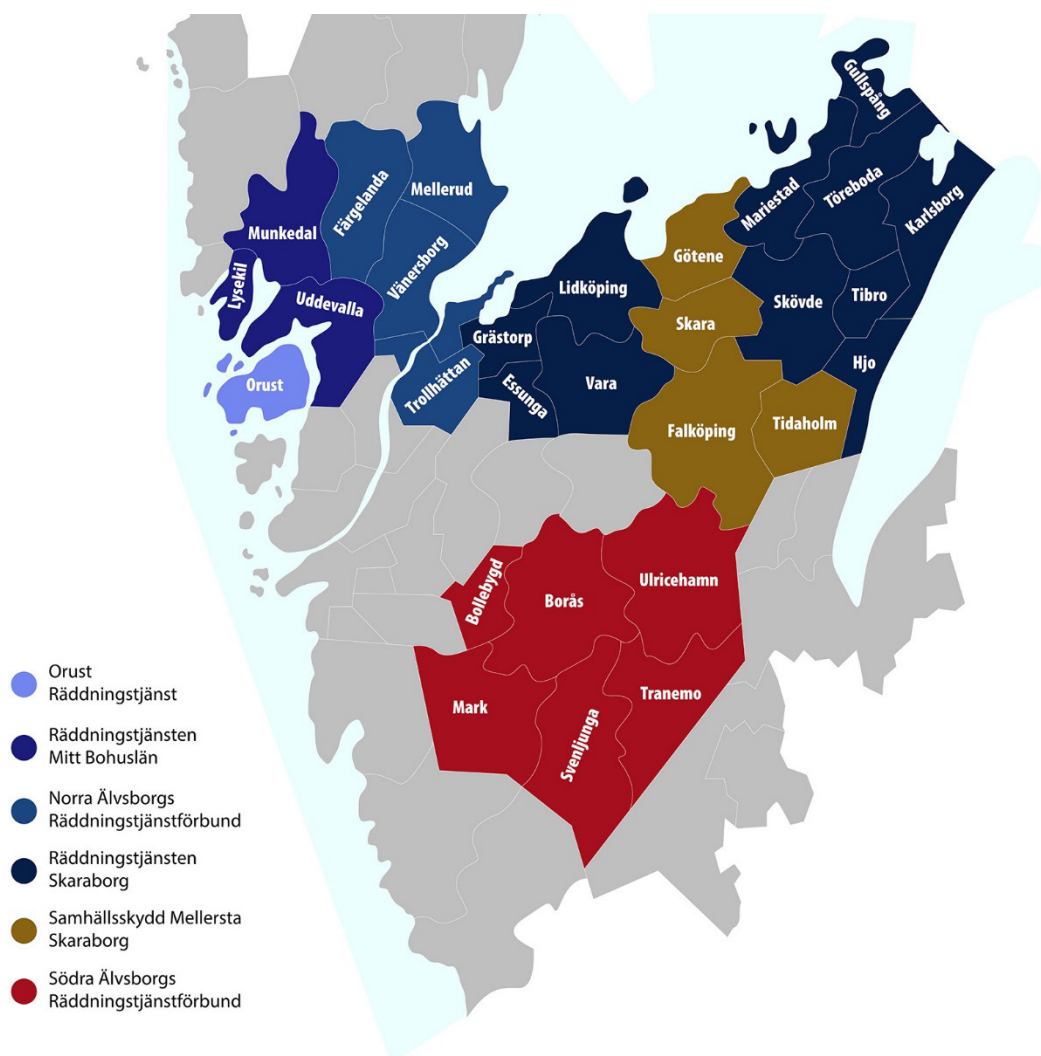 Gullspång
Mellerud
Färgelanda
Mariestad
Töreboda
Karlsborg
Munkedal
Vänersborg
Götene
Lysekil
Uddevalla
Lidköping
Skövde
Tibro
Skara
Grästorp
Orust
Trollhättan
Essunga
Vara
Hjo
Falköping
Tidaholm
Bollebygd
Borås
Ulricehamn
Mark
Svenljunga
Tranemo
Orust
Räddningstjänst
Räddningstjänsten
Mitt Bohuslän
Norra Älvsborgs
Räddningstjänstförbund
Räddningstjänsten
Skaraborg
Samhällsskydd Mellersta
Skaraborg
Södra Älvsborgs
Räddningstjänstförbund